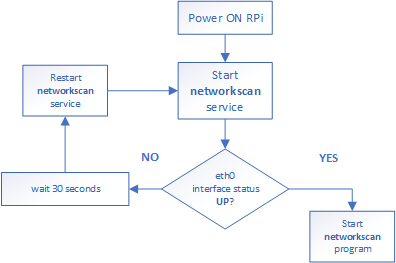 Power ON RPi
Restart
networkscan
service
Start
networkscan
service
NO
YES
eth0
interface status
UP?
wait 30 seconds
Start
networkscan
program